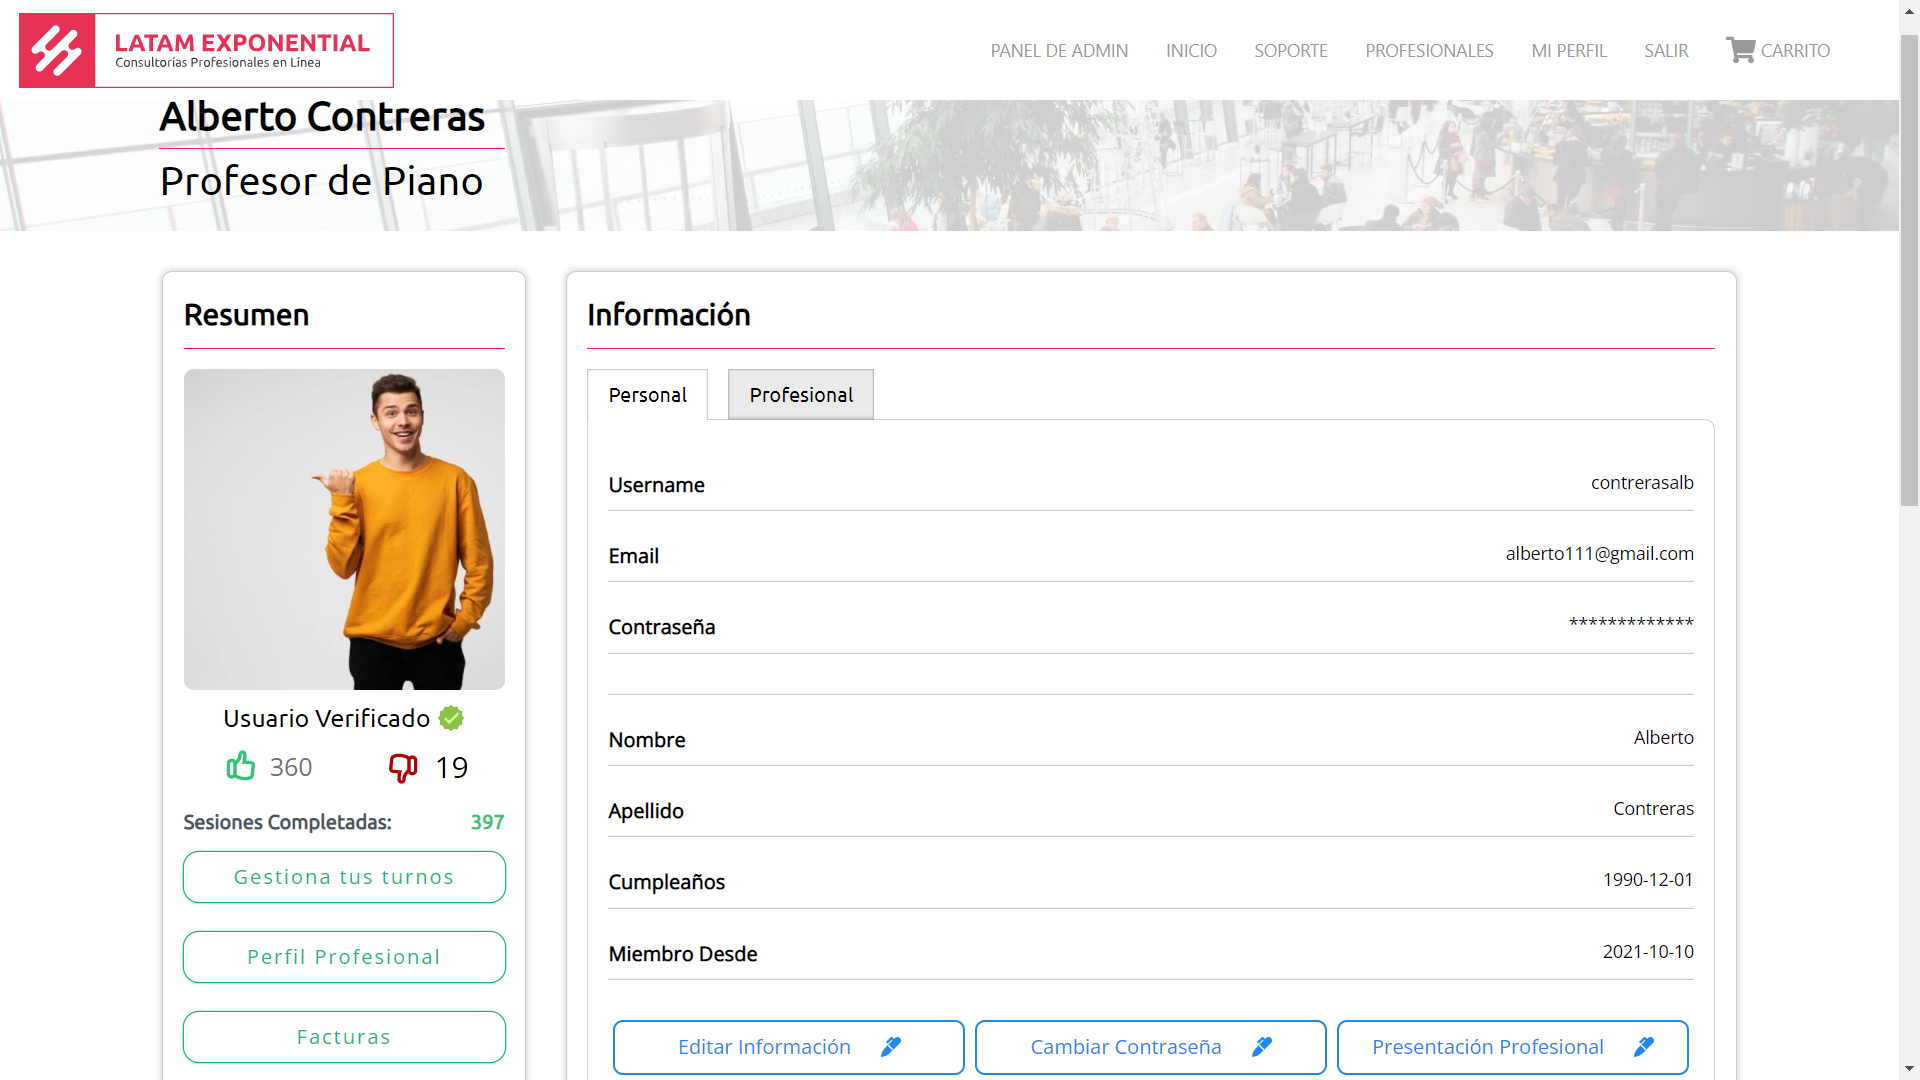 LATAM EXPONENTIAL
Consultorías Profesionales en Línea
PANEL DE ADMIN
INICIO
SOPORTE
PROFESIONALES
MI PERFIL
SALIR
CARRITO
Alberto Contreras
Profesor de Piano
Resumen
Usuario Verificado
360
19
Sesiones Completadas: 397
Gestiona tus turnos
Perfil Profesional
Facturas
Información
Personal
Profesional
Username contrerasalb
Email alberto111@gmail.com
Contraseña *************
Nombre Alberto
Apellido Contreras
Cumpleaños 1990-12-01
Miembro Desde 2021-10-10
Editar Información
Cambiar Contraseña
Presentación Profesional